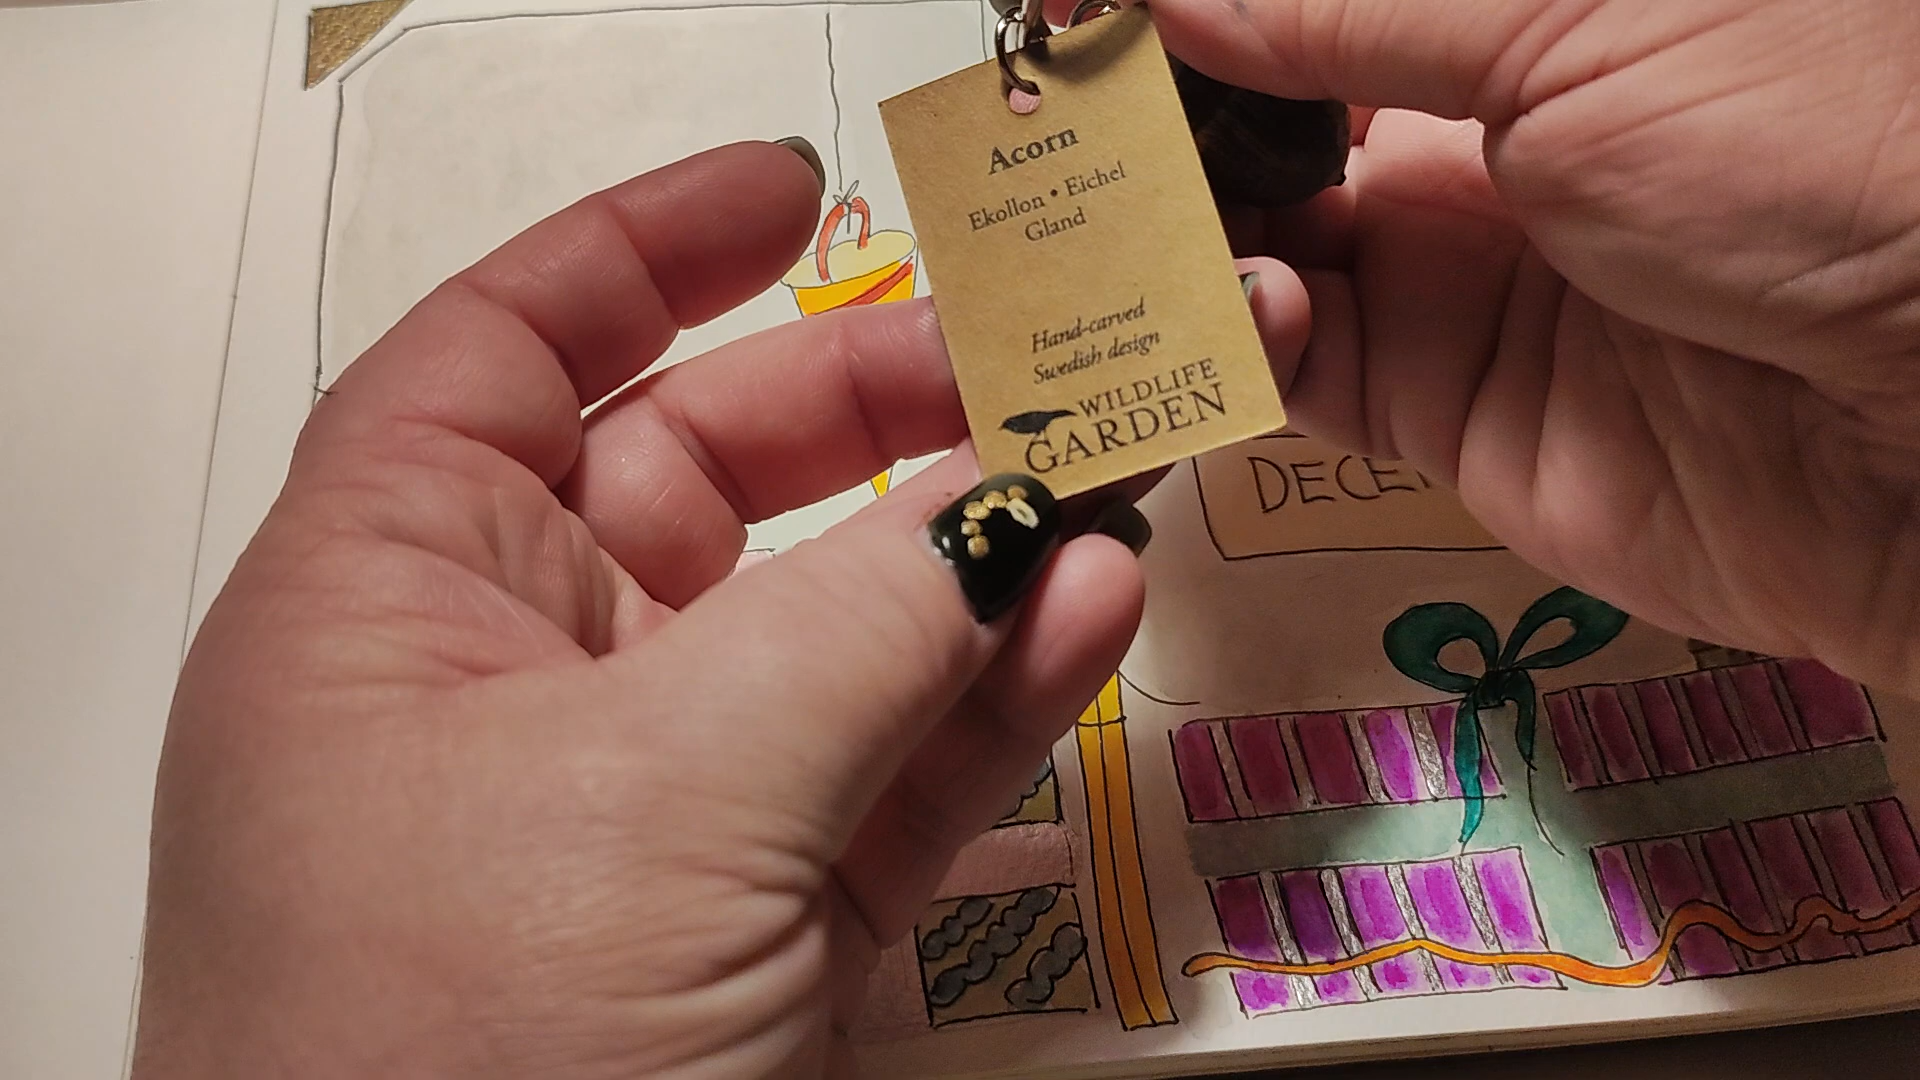 Acorn
Ekollon • Eichel
Gland
Hand-carved
Swedish design
WILDLIFE
GARDEN
DECE